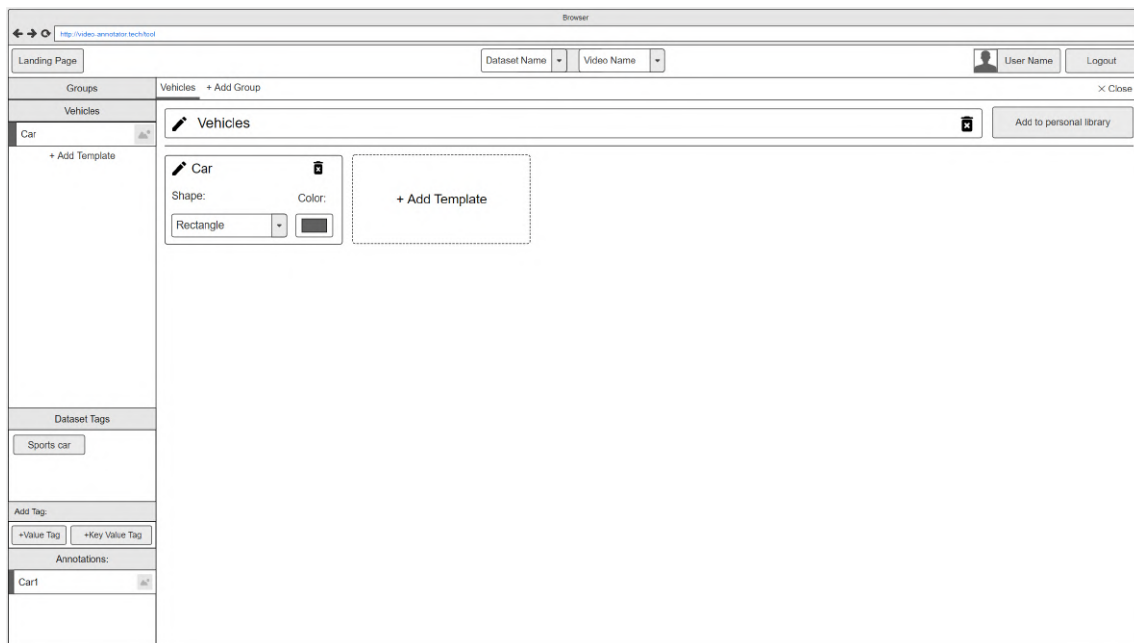 Browser
http://video.annotator.tech/tool
Landing Page
Dataset Name
Video Name
User Name
Logout
Groups
Vehicles + Add Group
× Close
Vehicles
Car
+ Add Template
Vehicles
Add to personal library
Car
Shape:
Color:
Rectangle
+ Add Template
Dataset Tags
Sports car
Add Tag:
+Value Tag
+Key Value Tag
Annotations:
Car1